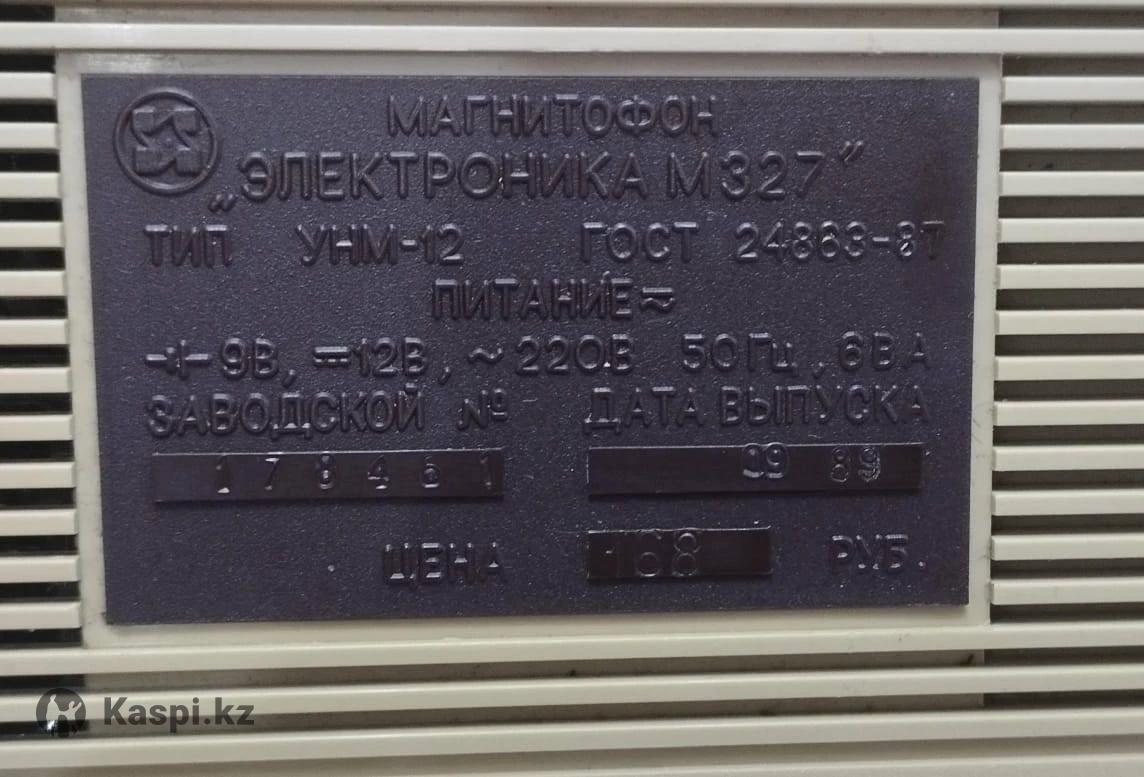 МАГНИТОФОН
„ЭЛЕКТРОНИКА М327”
ТИП УНМ-12 ГОСТ 24863-87
ПИТАНИЕ≂
⊣⊢9В, ⎓12В, ~220В 50Гц, 6ВА
ЗАВОДСКОЙ № ДАТА ВЫПУСКА
178461 09 89
ЦЕНА 168 РУБ.
Kaspi.kz